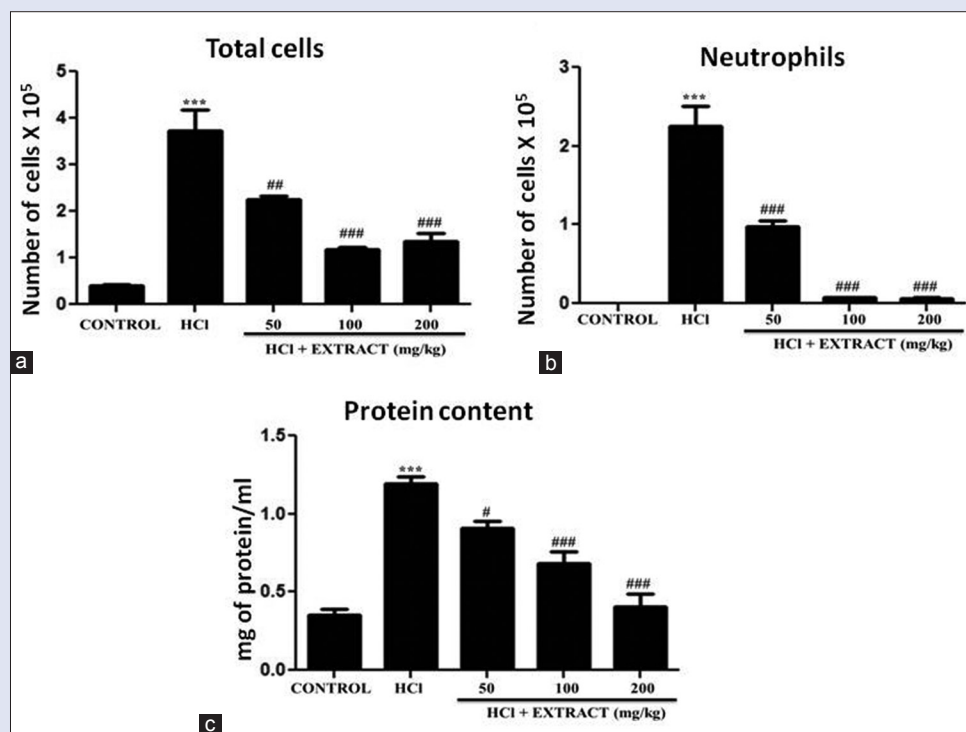 Total cells
Number of cells X 10⁵
5
4
3
2
1
0
***
##
###
###
CONTROL
HCl
50
100
200
HCl + EXTRACT (mg/kg)
a
Neutrophils
Number of cells X 10⁵
3
2
1
0
***
###
###
###
CONTROL
HCl
50
100
200
HCl + EXTRACT (mg/kg)
b
Protein content
mg of protein/ml
1.5
1.0
0.5
0.0
***
#
###
###
CONTROL
HCl
50
100
200
HCl + EXTRACT (mg/kg)
c